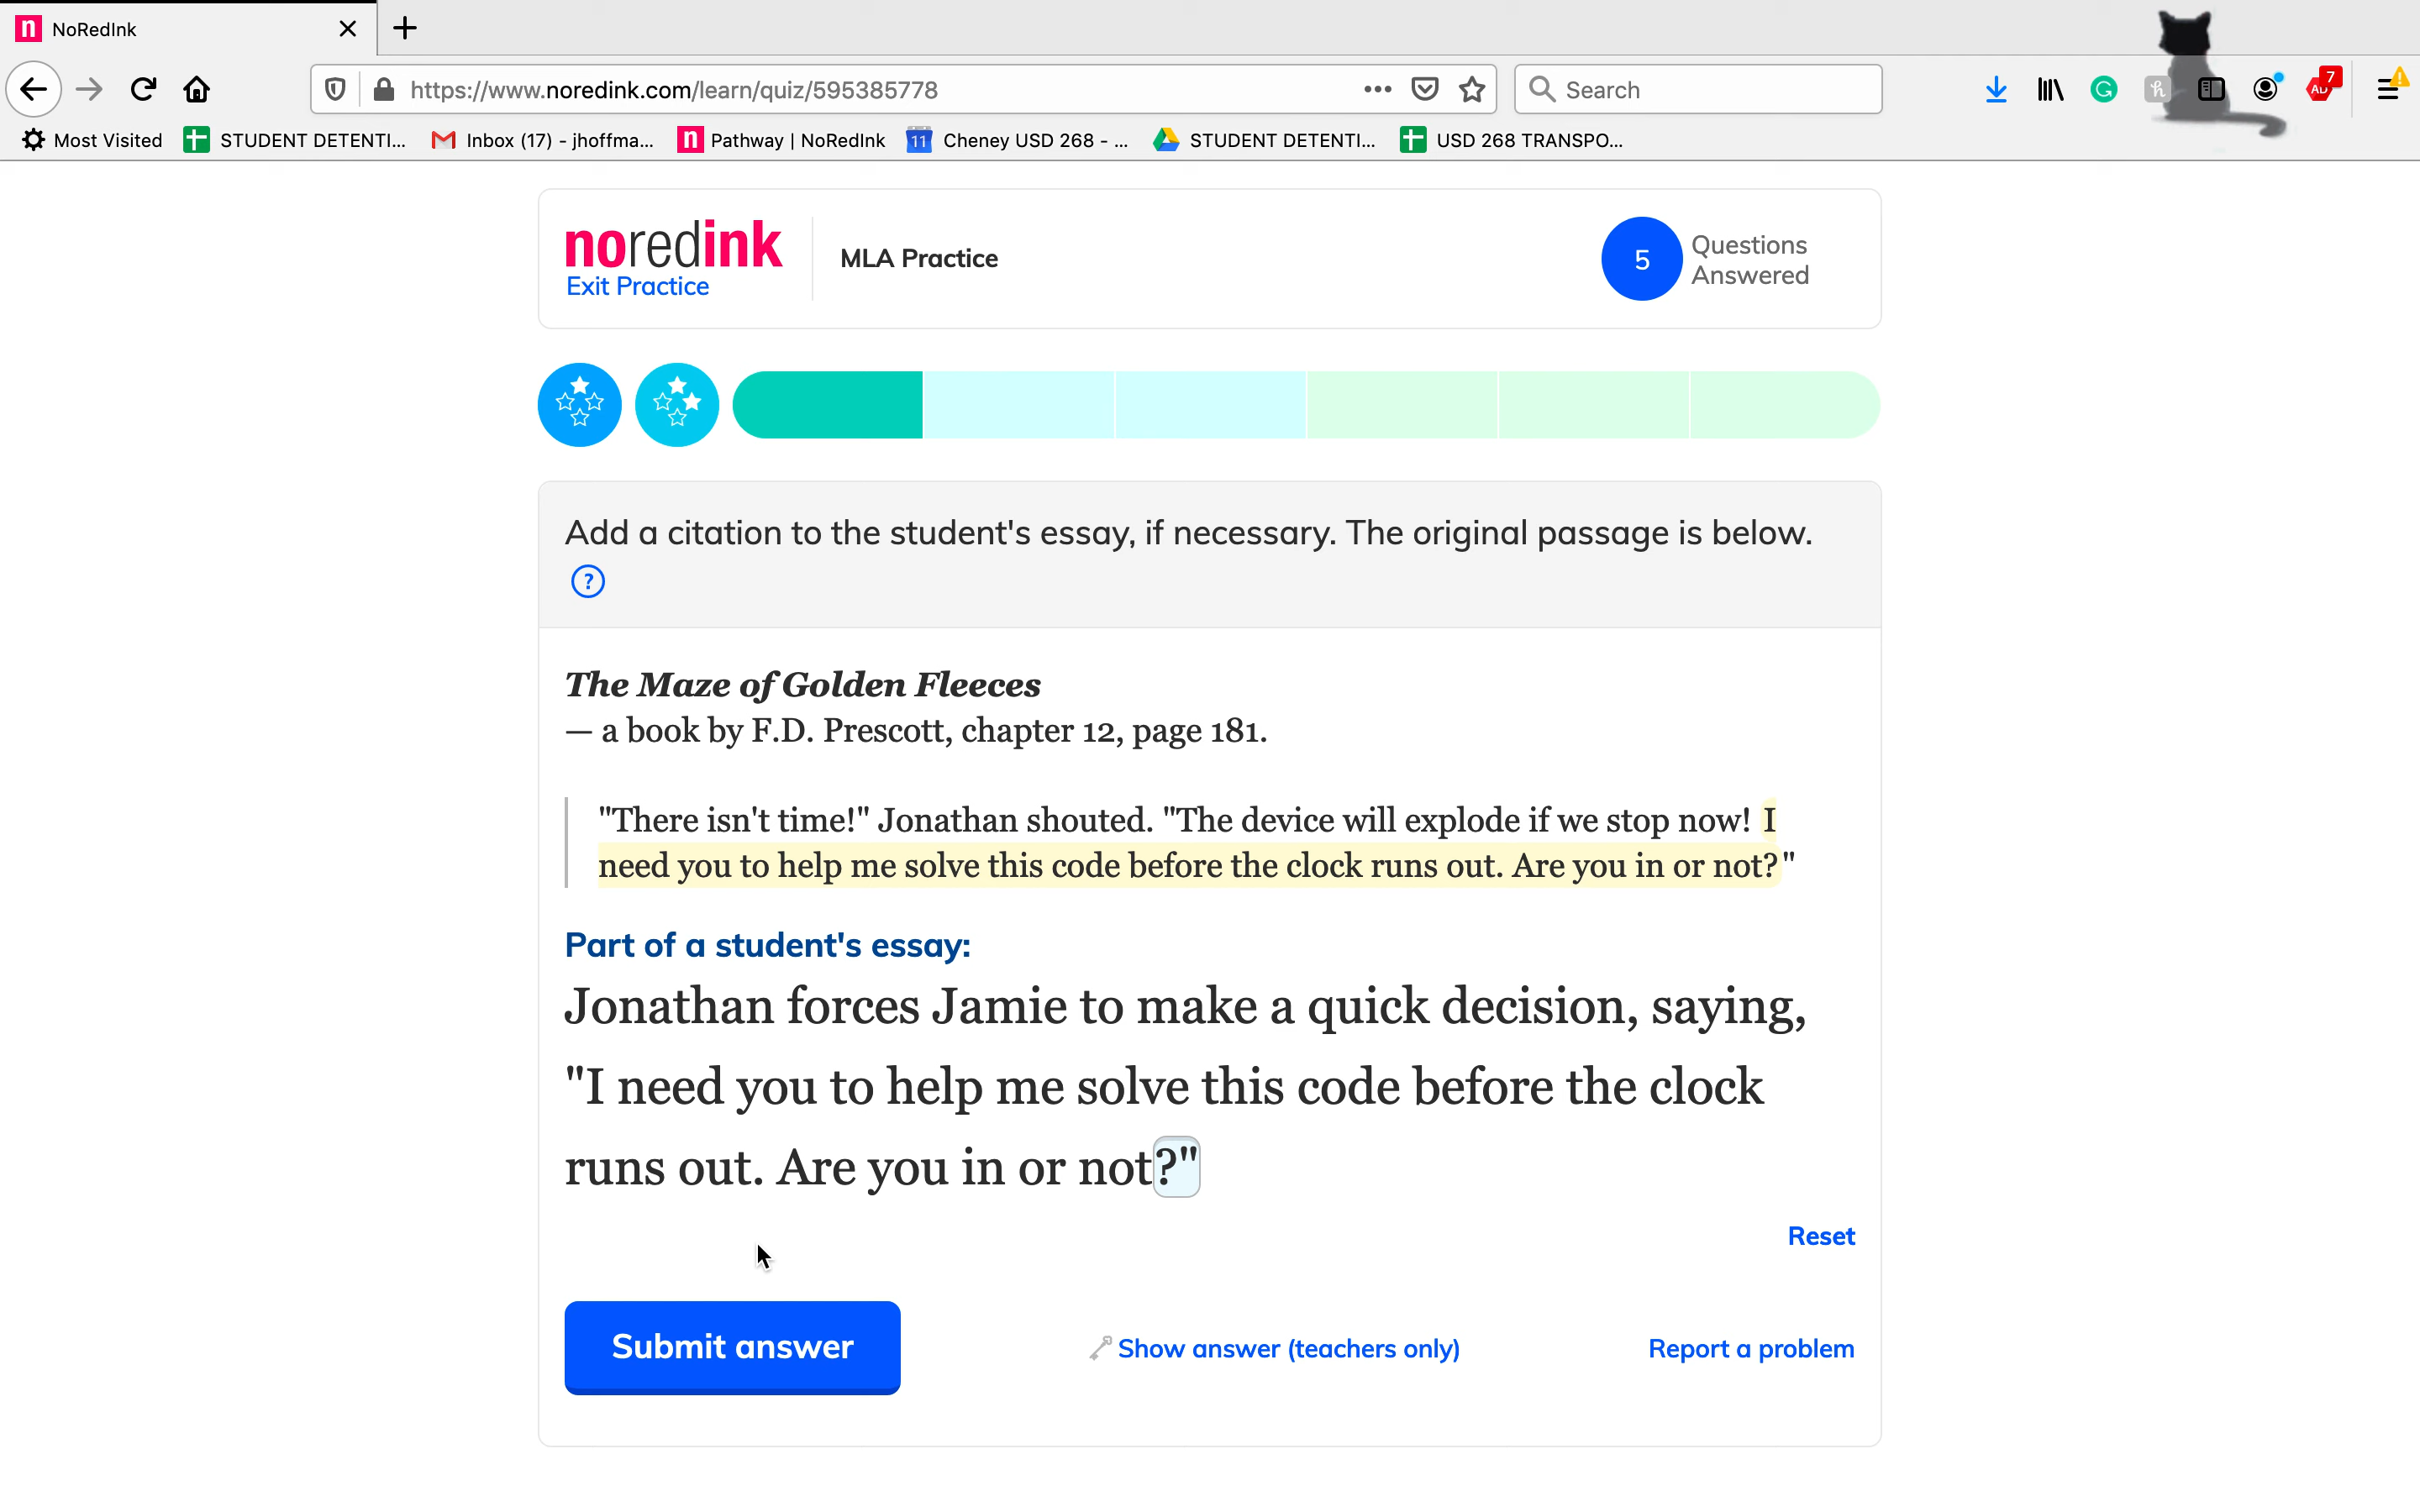 NoRedInk
https://www.noredink.com/learn/quiz/595385778
Search
7
Most Visited
STUDENT DETENTI...
Inbox (17) - jhoffma...
Pathway | NoRedInk
11
Cheney USD 268 - ...
STUDENT DETENTI...
USD 268 TRANSPO...
noredink
Exit Practice
MLA Practice
5
Questions
Answered
Add a citation to the student's essay, if necessary. The original passage is below.
?
The Maze of Golden Fleeces
— a book by F.D. Prescott, chapter 12, page 181.
"There isn't time!" Jonathan shouted. "The device will explode if we stop now! I
need you to help me solve this code before the clock runs out. Are you in or not?"
Part of a student's essay:
Jonathan forces Jamie to make a quick decision, saying,
"I need you to help me solve this code before the clock
runs out. Are you in or not?"
Reset
Submit answer
Show answer (teachers only)
Report a problem